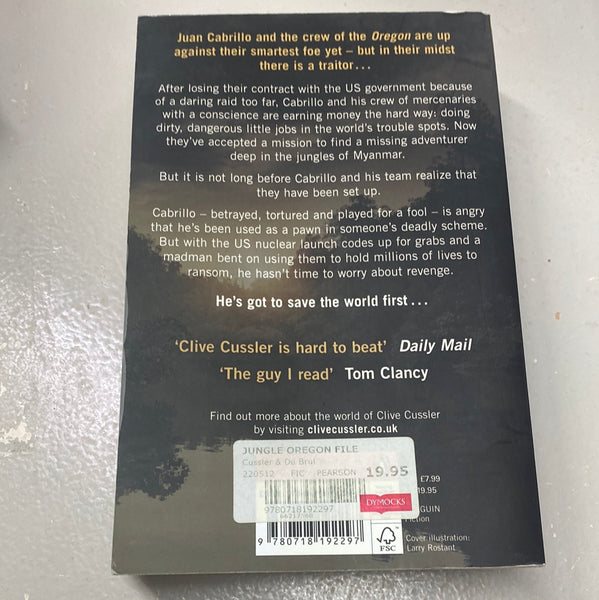 Juan Cabrillo and the crew of the Oregon are up
against their smartest foe yet – but in their midst
there is a traitor...
After losing their contract with the US government because
of a daring raid too far, Cabrillo and his crew of mercenaries
with a conscience are earning money the hard way: doing
dirty, dangerous little jobs in the world's trouble spots. Now
they've accepted a mission to find a missing adventurer
deep in the jungles of Myanmar.
But it is not long before Cabrillo and his team realize that
they have been set up.
Cabrillo – betrayed, tortured and played for a fool – is angry
that he's been used as a pawn in someone's deadly scheme.
But with the US nuclear launch codes up for grabs and a
madman bent on using them to hold millions of lives to
ransom, he hasn't time to worry about revenge.
He's got to save the world first...
'Clive Cussler is hard to beat' Daily Mail
'The guy I read' Tom Clancy
Find out more about the world of Clive Cussler
by visiting clivecussler.co.uk
JUNGLE OREGON FILE
Cussler & Du Brul
220512 FIC PEARSON 19.95
DYMOCKS
9780718192297
£7.99
19.95
GUIN
Fiction
Cover illustration:
Larry Rostant
FSC
9 780718 192297